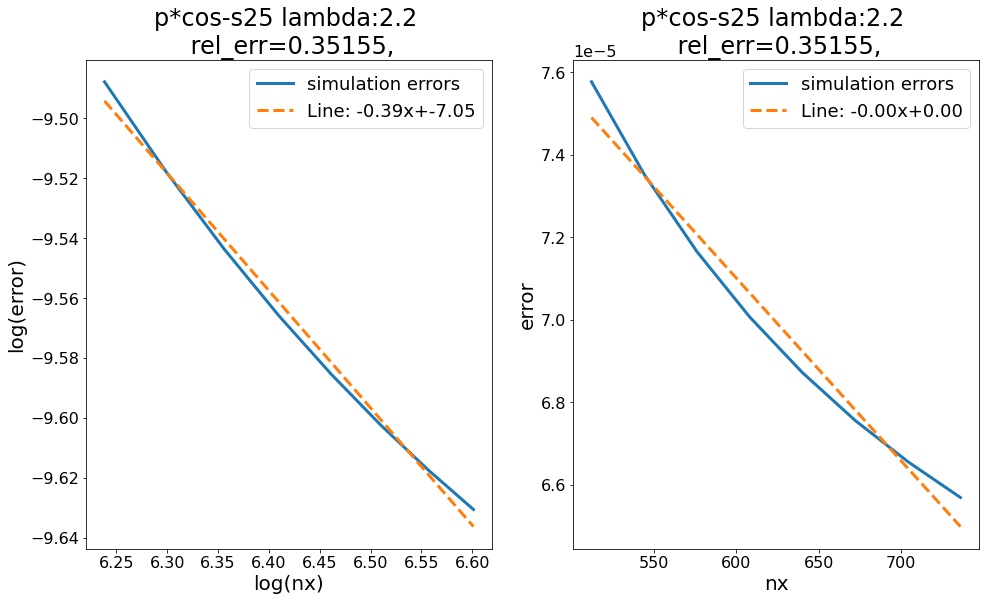 p*cos-s25 lambda:2.2
rel_err=0.35155,
simulation errors
Line: -0.39x+-7.05
−9.50
−9.52
−9.54
−9.56
−9.58
−9.60
−9.62
−9.64
log(error)
6.25
6.30
6.35
6.40
6.45
6.50
6.55
6.60
log(nx)
p*cos-s25 lambda:2.2
rel_err=0.35155,
1e−5
simulation errors
Line: -0.00x+0.00
7.6
7.4
7.2
7.0
6.8
6.6
error
550
600
650
700
nx